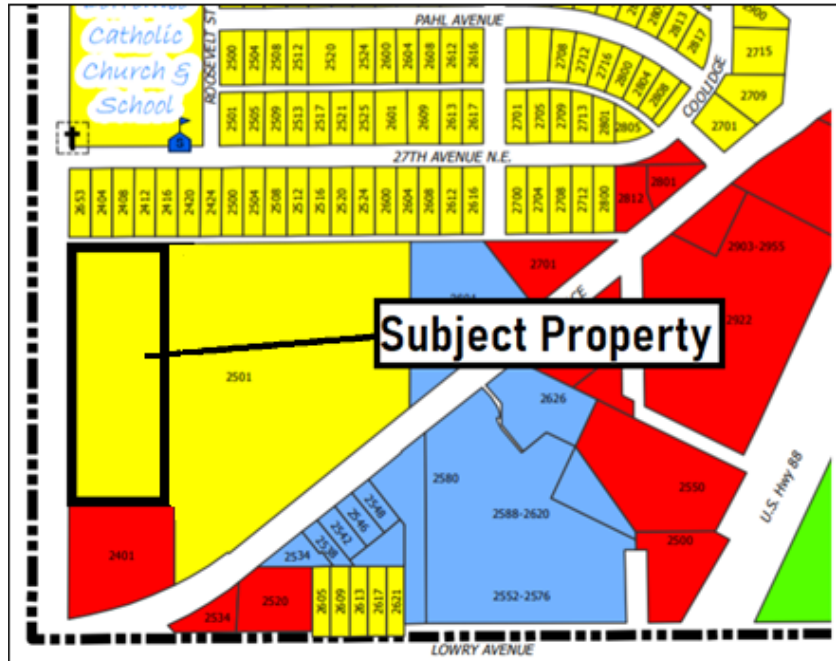 Catholic
Church &
School
ROOSEVELT ST
PAHL AVENUE
2500 2504 2508 2512 2520 2524 2600 2604 2608 2612 2616
2708 2712 2716 2800 2804 2808
2813 2817
2715
2709
2701
COOLIDGE
2501 2505 2509 2513 2517 2521 2525 2601 2609 2613 2617
2701 2705 2709 2713 2801 2805
27TH AVENUE N.E.
2653 2404 2408 2412 2416 2420 2424 2500 2504 2508 2512 2516 2520 2524 2600 2604 2608 2612 2616
2700 2704 2708 2712 2800 2812 2801
2903-2955
2701
2922
Subject Property
2501
2626
2580
2548
2546
2542
2538
2534
2588-2620
2550
2500
U.S. Hwy 88
2401
2552-2576
2534
2520
2605 2609 2613 2617 2621
LOWRY AVENUE